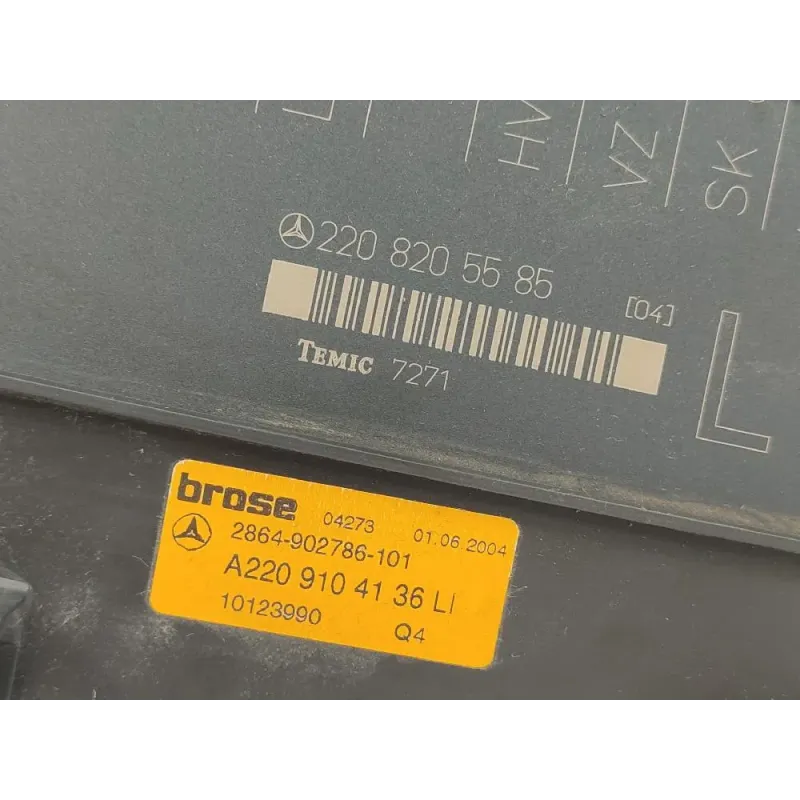 HV
VZ
SK
220 820 55 85
[04]
TEMIC 7271
L
brose 04273 01.06.2004
2864-902786-101
A220 910 41 36 LI
10123990 Q4